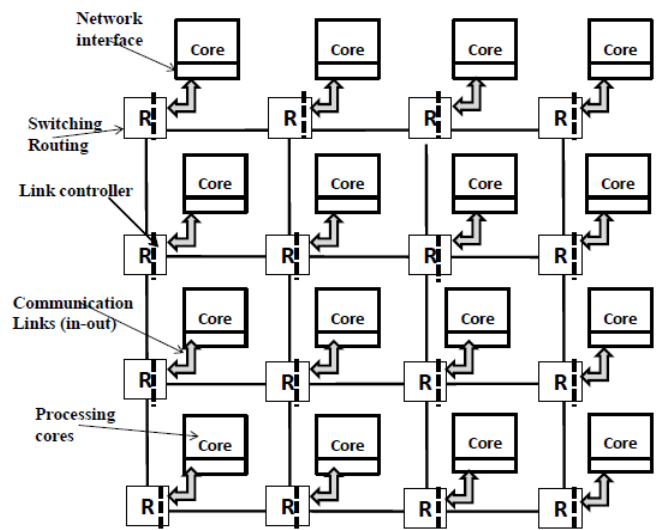 Network
interface
Core Core Core Core
R R R R
Switching
Routing
Core Core Core Core
Link controller
R R R R
Communication
Links (in-out)
Core Core Core Core
R R R R
Processing
cores
Core Core Core Core
R R R R